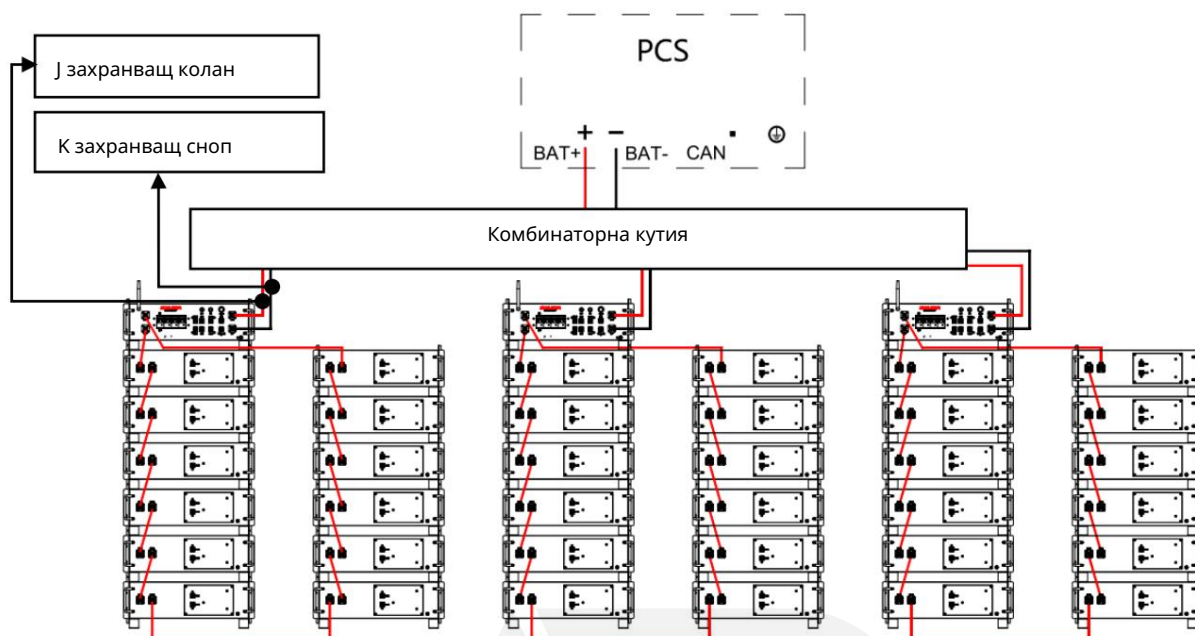 PCS
J захранващ колан
K захранващ сноп
+ −
BAT+ BAT- CAN
Комбинаторна кутия